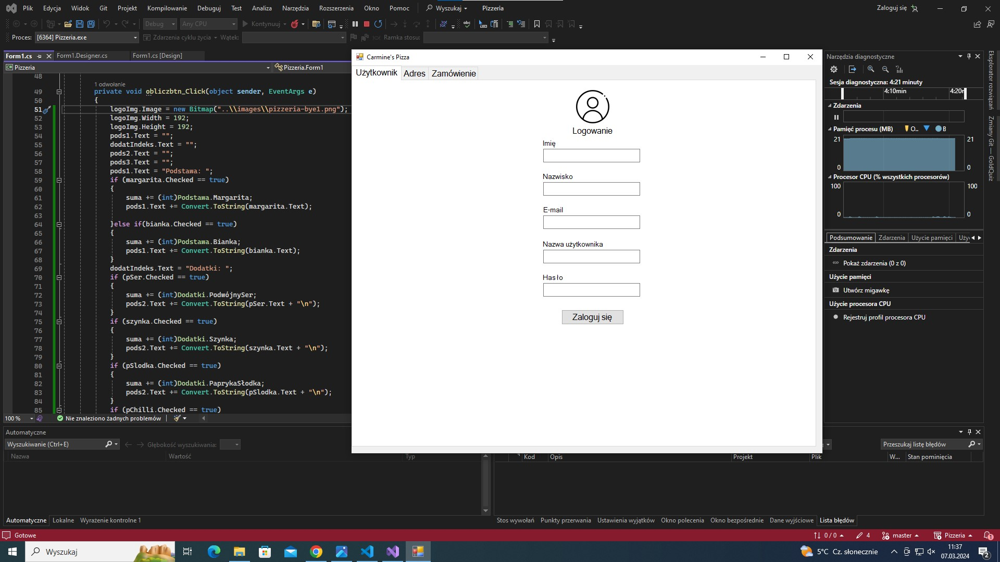 Plik Edycja Widok Git Projekt Kompilowanie Debuguj Test Analiza Narzędzia Rozszerzenia Okno Pomoc Wyszukaj Pizzeria Zaloguj się
Debug Any CPU Kontynuuj
Proces: [6364] Pizzeria.exe Zdarzenia cyklu życia Wątek: Ramka stosu:
Form1.cs Form1.Designer.cs Form1.cs [Design]
Pizzeria Pizzeria.Form1
48
1 odwołanie
49 private void obliczbtn_Click(object sender, EventArgs e)
50 {
51 logoImg.Image = new Bitmap("..\\images\\pizzeria-bye1.png");
52 logoImg.Width = 192;
53 logoImg.Height = 192;
54 pods1.Text = "";
55 dodatIndeks.Text = "";
56 pods2.Text = "";
57 pods3.Text = "";
58 pods1.Text = "Podstawa: ";
59 if (margarita.Checked == true)
60 {
61 suma += (int)Podstawa.Margarita;
62 pods1.Text += Convert.ToString(margarita.Text);
63
64 }else if(bianka.Checked == true)
65 {
66 suma += (int)Podstawa.Bianka;
67 pods1.Text += Convert.ToString(bianka.Text);
68 }
69 dodatIndeks.Text = "Dodatki: ";
70 if (pSer.Checked == true)
71 {
72 suma += (int)Dodatki.PodwójnySer;
73 pods2.Text += Convert.ToString(pSer.Text + "\n");
74 }
75 if (szynka.Checked == true)
76 {
77 suma += (int)Dodatki.Szynka;
78 pods2.Text += Convert.ToString(szynka.Text + "\n");
79 }
80 if (pSlodka.Checked == true)
81 {
82 suma += (int)Dodatki.PaprykaSłodka;
83 pods2.Text += Convert.ToString(pSlodka.Text + "\n");
84 }
85 if (pChilli.Checked == true)
100 % Nie znaleziono żadnych problemów
Carmine's Pizza
Użytkownik Adres Zamówienie
Logowanie
Imię
Nazwisko
E-mail
Nazwa użytkownika
Hasło
Zaloguj się
Narzędzia diagnostyczne
Sesja diagnostyczna: 4:21 minuty
4:10min 4:20m
Zdarzenia
Pamięć procesu (MB) O.. B
21 21
0 0
Procesor CPU (% wszystkich procesorów)
100 100
0 0
Podsumowanie Zdarzenia Użycie pamięci Użyc
Zdarzenia
Pokaż zdarzenia (0 z 0)
Użycie pamięci
Utwórz migawkę
Użycie procesora CPU
Rejestruj profil procesora CPU
Eksplorator rozwiązań
Zmiany Git — GoldQuiz
Automatyczne
Wyszukiwanie (Ctrl+E) Głębokość wyszukiwania:
Nazwa Wartość Typ
Przeszukaj listę błędów
Kod Opis Projekt Plik W... Stan pominięcia
Automatyczne Lokalne Wyrażenie kontrolne 1
Stos wywołań Punkty przerwania Ustawienia wyjątków Okno polecenia Okno bezpośrednie Dane wyjściowe Lista błędów
Gotowe 0 / 0 4 master Pizzeria 1
Wyszukaj 5°C Cz. słonecznie 11:37
07.03.2024 2